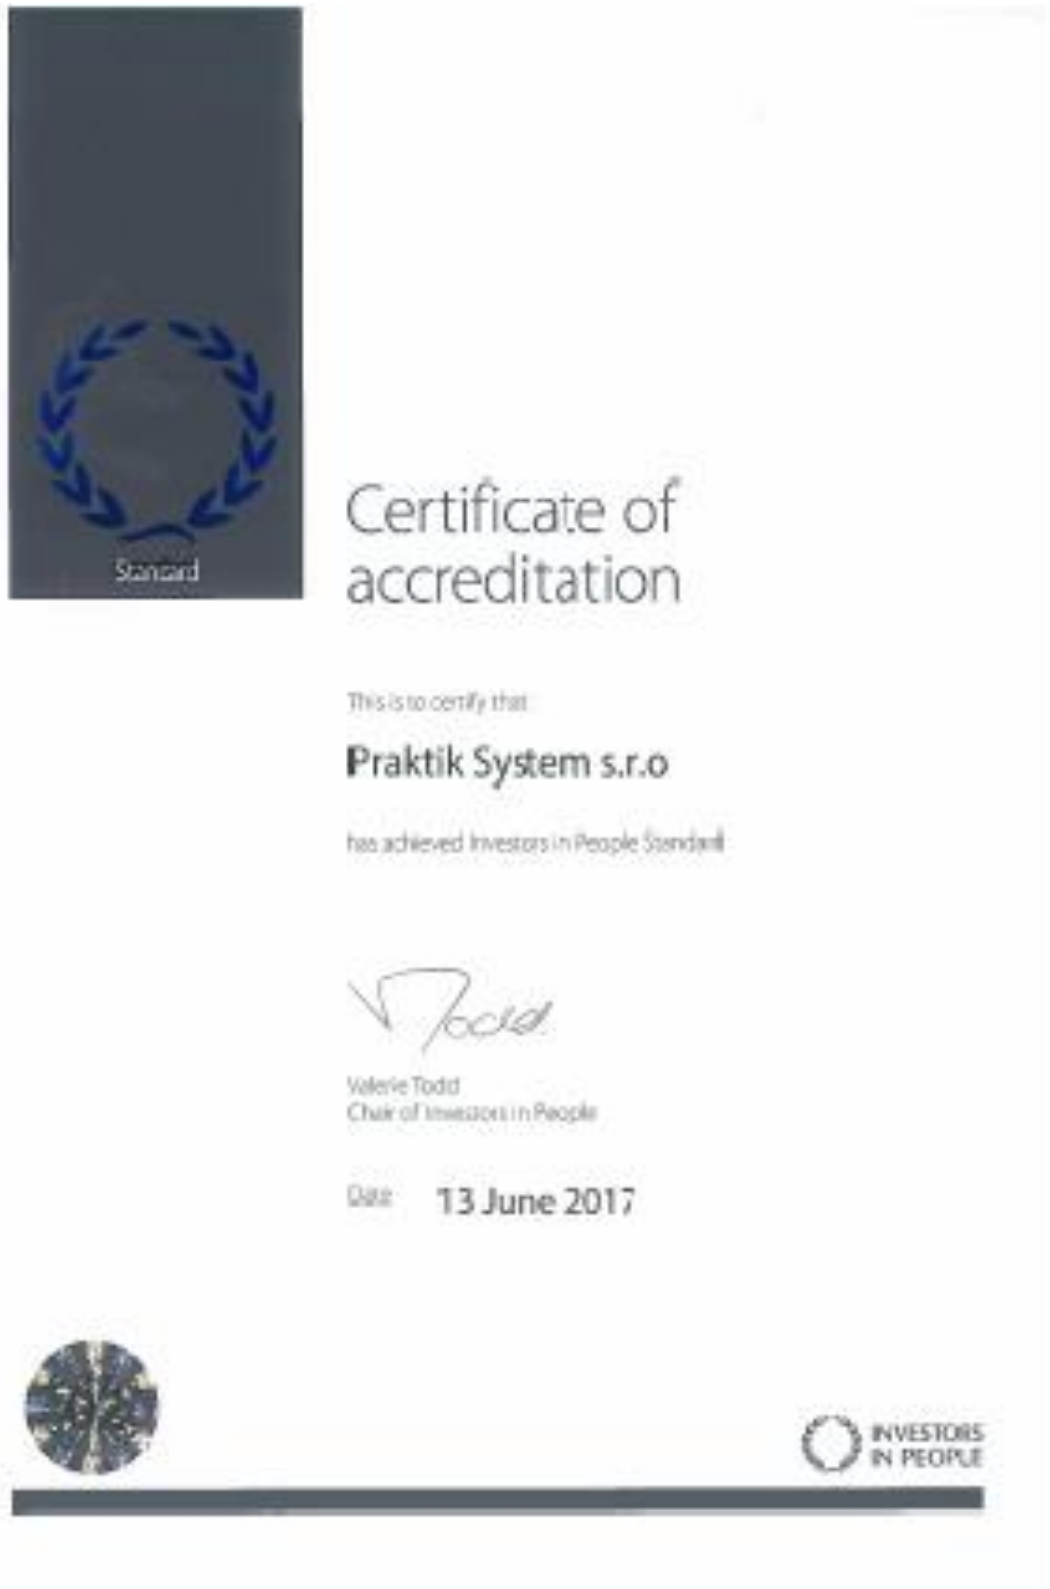 Standard
Certificate of
accreditation
This is to certify that
Praktik System s.r.o
has achieved Investors in People Standard
Todd
Valerie Todd
Chair of Investors in People
Date 13 June 2017
INVESTORS
IN PEOPLE